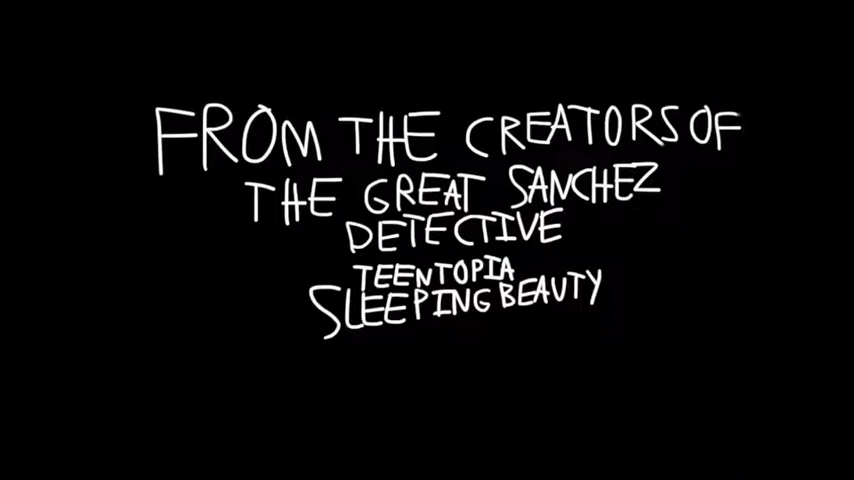 FROM THE CREATORS OF
THE GREAT SANCHEZ
DETECTIVE
TEENTOPIA
SLEEPING BEAUTY